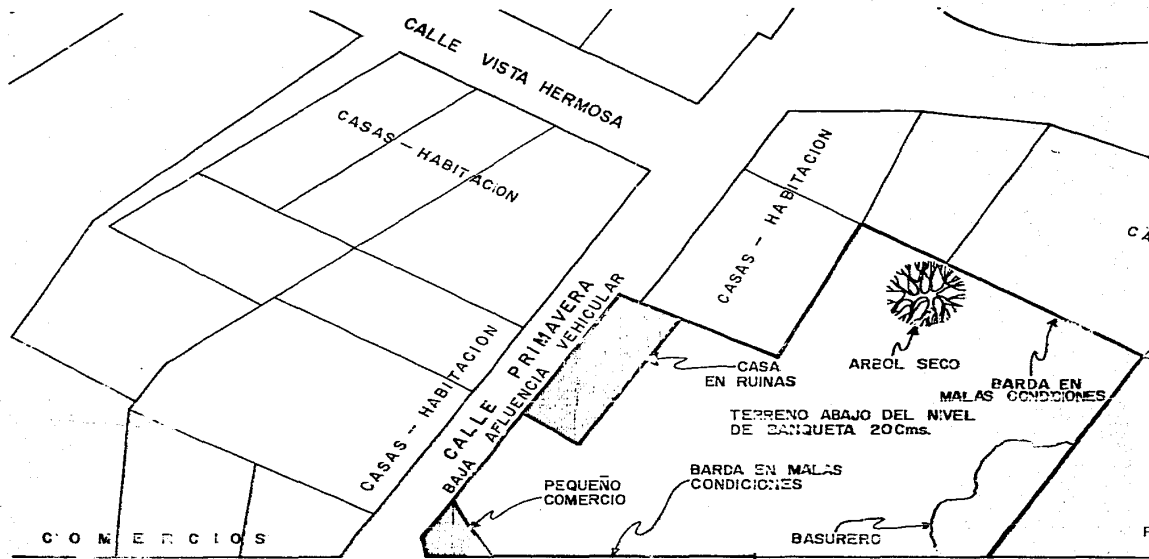 CALLE VISTA HERMOSA
CASAS - HABITACION
CASAS - HABITACION
CASAS - HABITACION
CALLE PRIMAVERA
BAJA AFLUENCIA VEHICULAR
CASA
EN RUINAS
ARBOL SECO
BARDA EN
MALAS CONDICIONES
TERRENO ABAJO DEL NIVEL
DE BANQUETA 20Cms.
BARDA EN MALAS
CONDICIONES
PEQUEÑO
COMERCIO
BASURERO
COMERCIOS